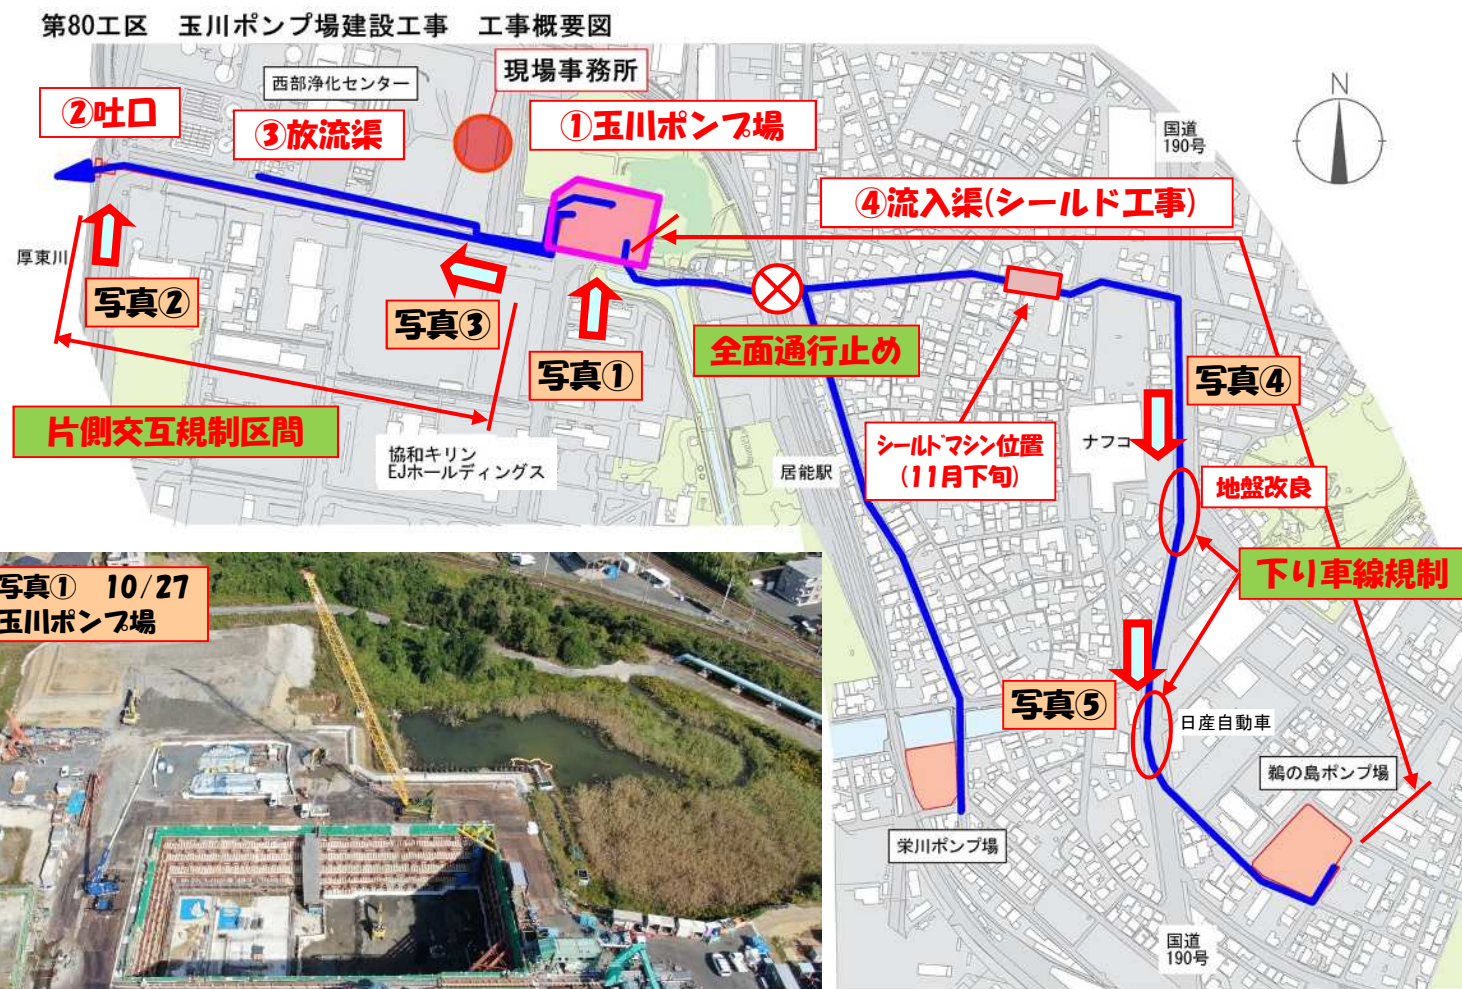 第80工区　玉川ポンプ場建設工事　工事概要図
西部浄化センター
現場事務所
②吐口
③放流渠
①玉川ポンプ場
国道
190号
N
④流入渠(シールド工事)
厚東川
写真②
写真③
写真①
全面通行止め
写真④
片側交互規制区間
協和キリン
EJホールディングス
居能駅
シールドマシン位置
(11月下旬)
ナフコ
地盤改良
下り車線規制
写真①　10/27
玉川ポンプ場
写真⑤
日産自動車
鵜の島ポンプ場
栄川ポンプ場
国道
190号